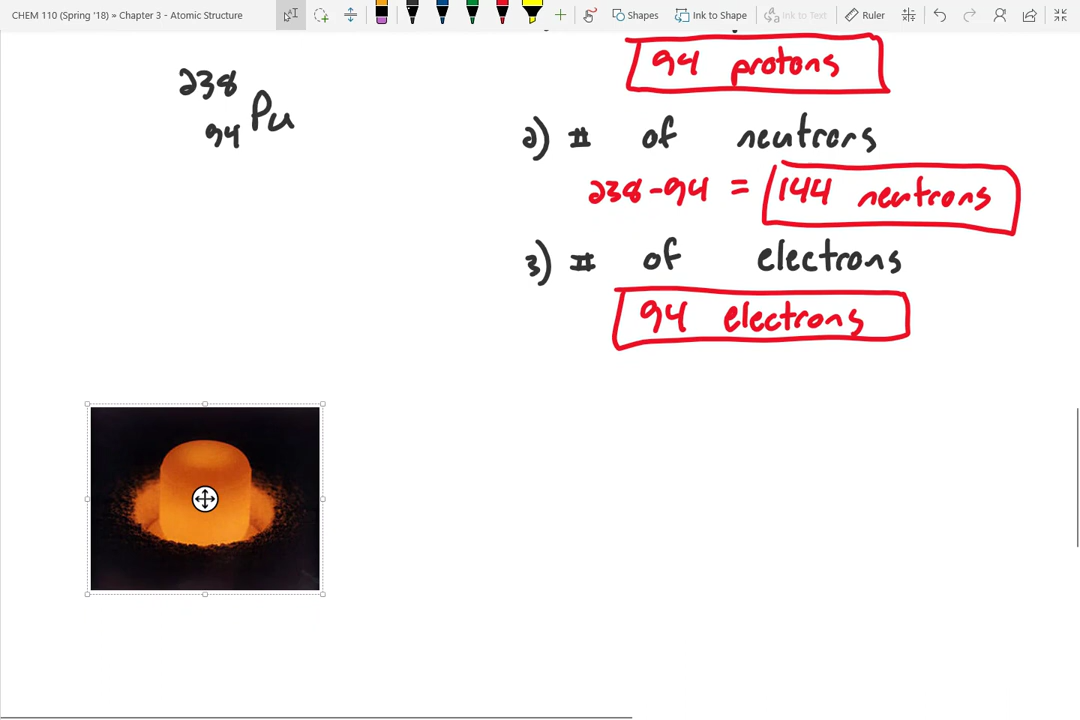 CHEM 110 (Spring '18) » Chapter 3 - Atomic Structure
Shapes
Ink to Shape
Ink to Text
Ruler
94 protons
238
94 Pu
2) # of neutrons
238-94 = 144 neutrons
3) # of electrons
94 electrons